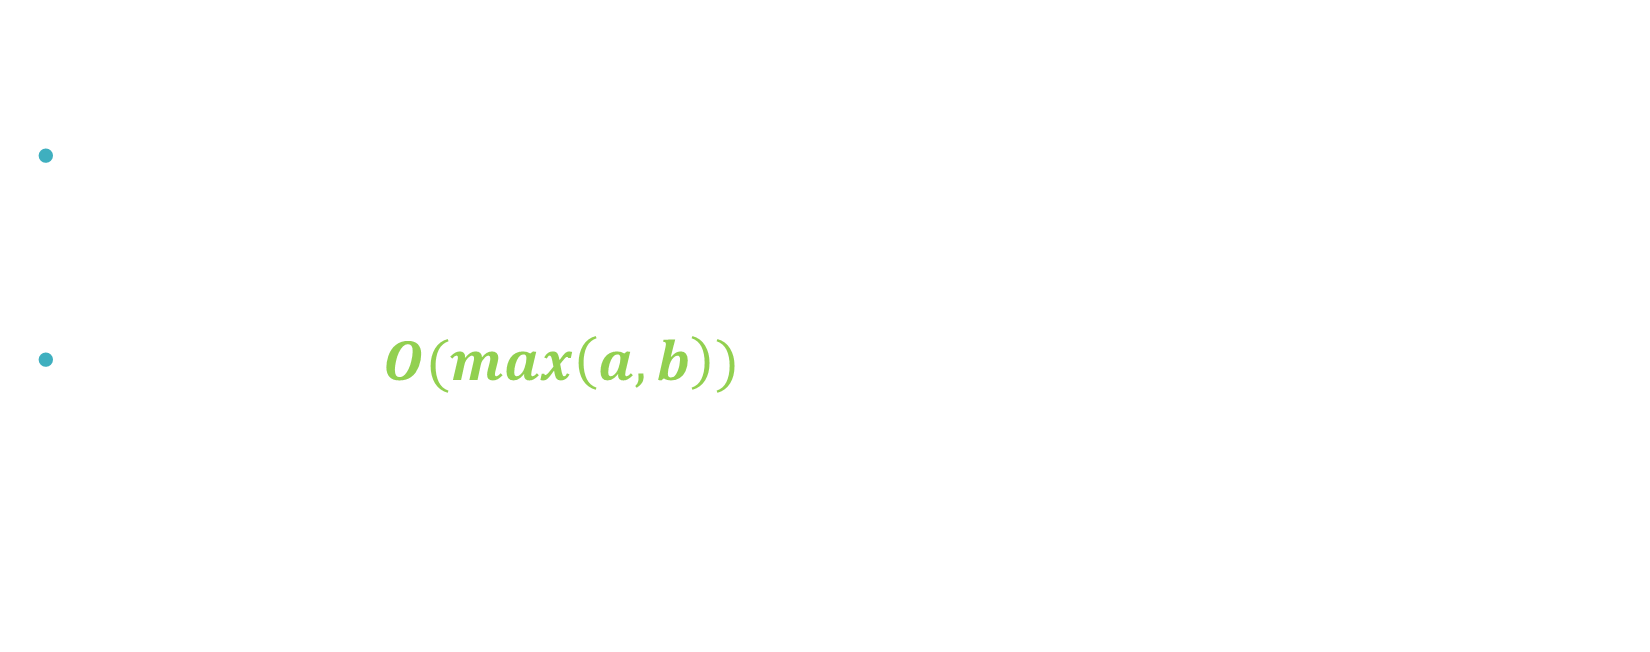 •
• O(max(a, b))